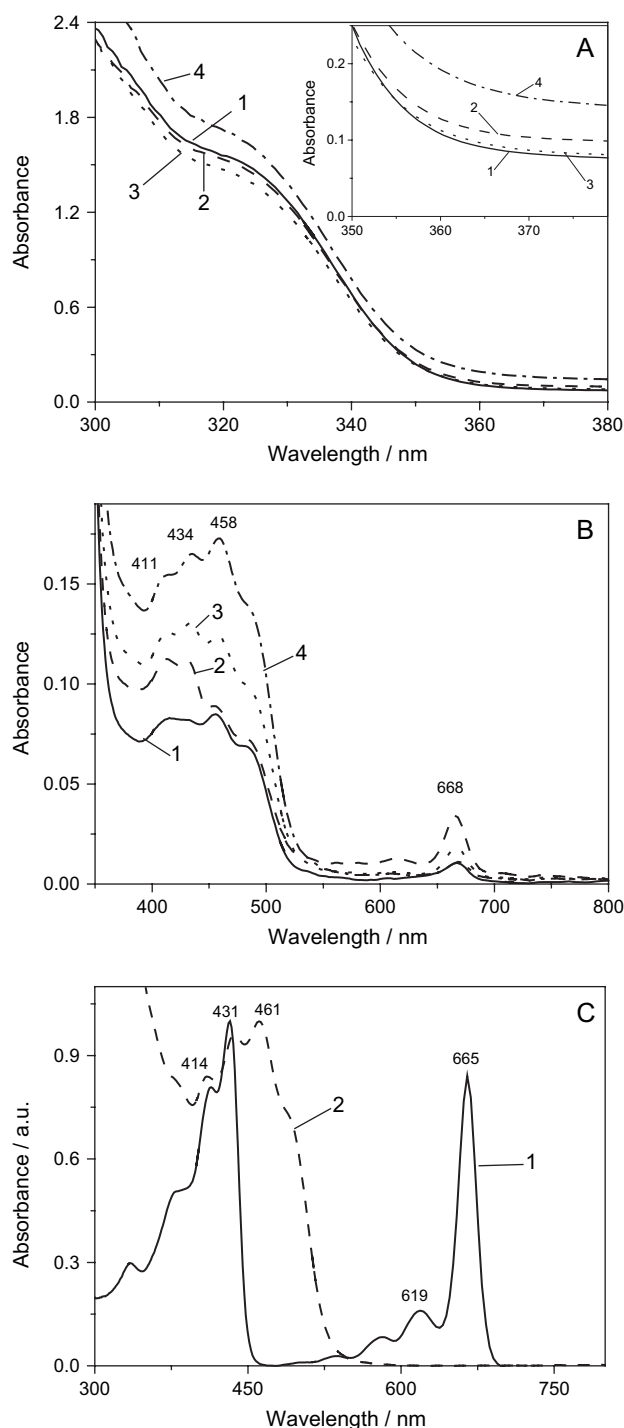 A
2.4
1.8
1.2
0.6
0.0
Absorbance
300 320 340 360 380
Wavelength / nm
4
1
2
3
0.2
0.1
0.0
Absorbance
350 360 370
4
2
1
3
B
0.15
0.10
0.05
0.00
Absorbance
400 500 600 700 800
Wavelength / nm
411
434
458
3
2
4
1
668
C
0.9
0.6
0.3
0.0
Absorbance / a.u.
300 450 600 750
Wavelength / nm
414
431
461
2
665
1
619